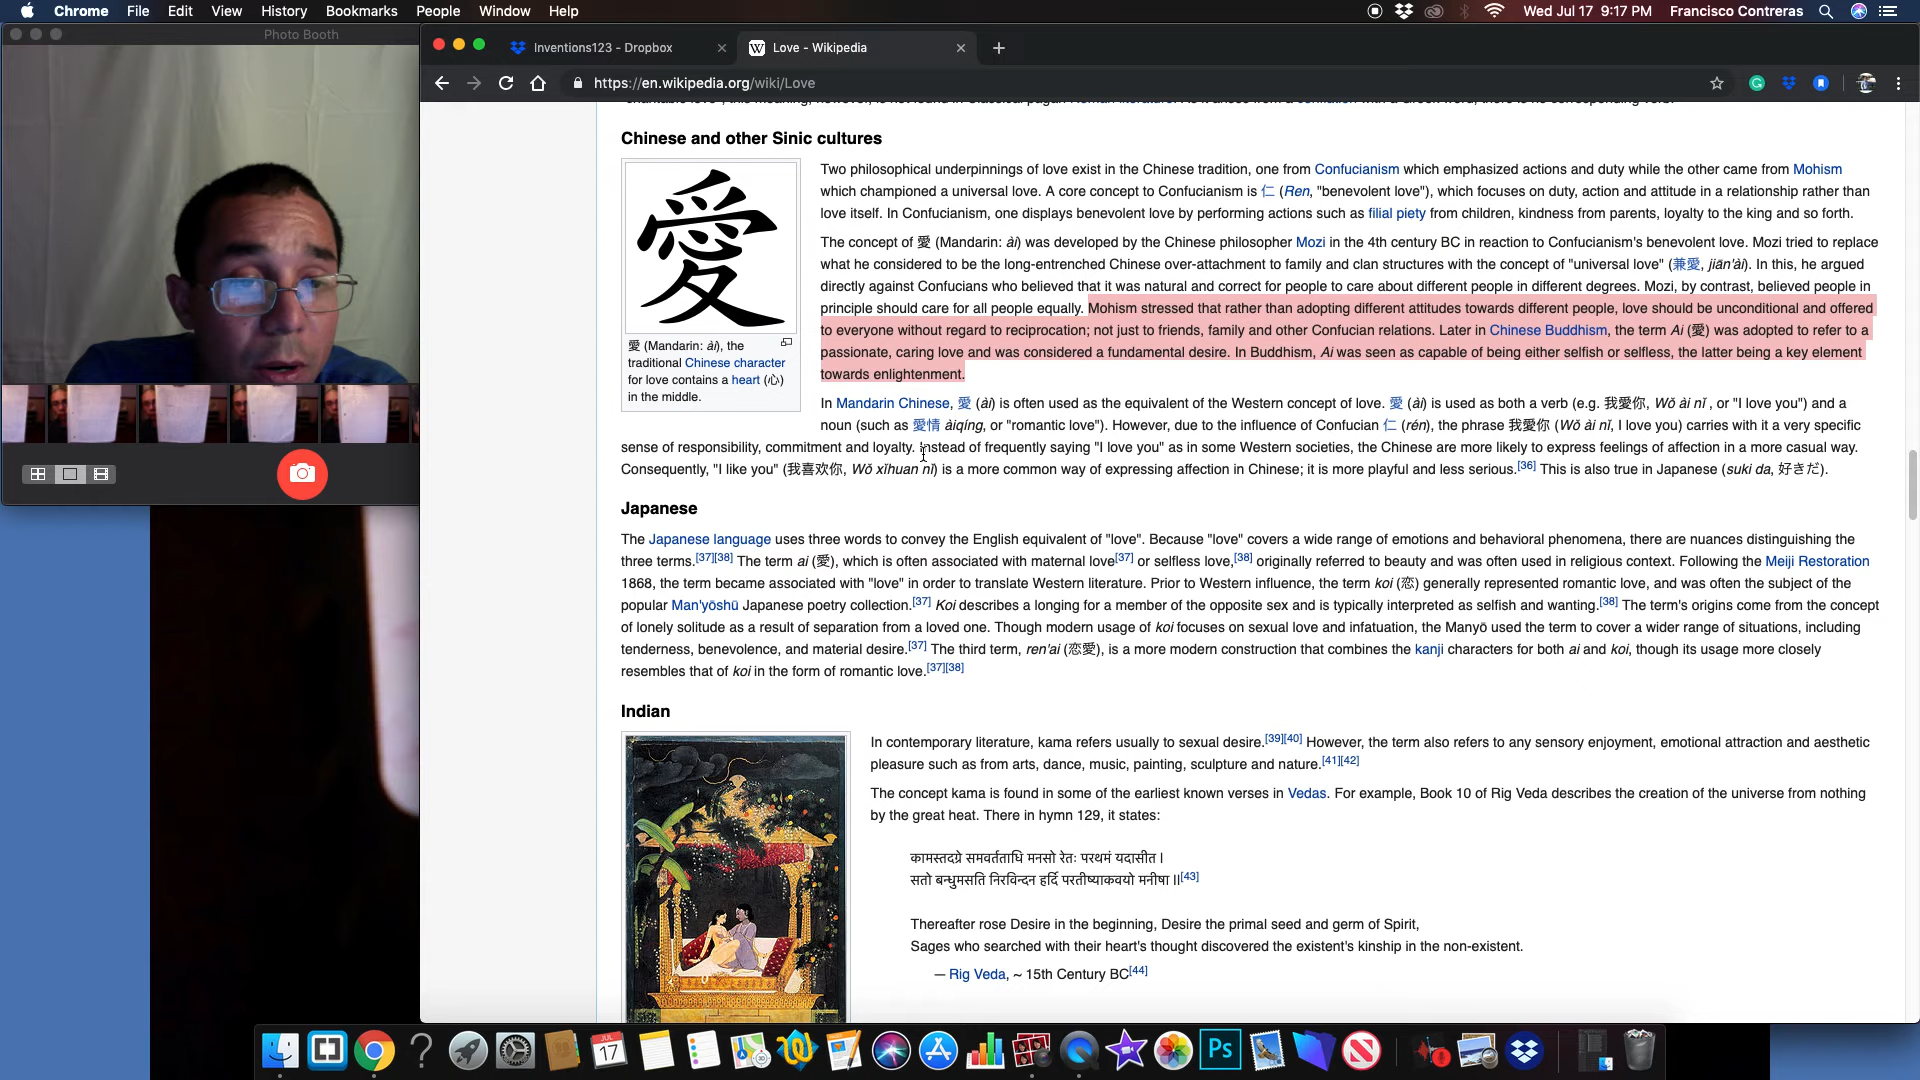 Chrome File Edit View History Bookmarks People Window Help
Wed Jul 17 9:17 PM Francisco Contreras
Photo Booth
Inventions123 - Dropbox
Love - Wikipedia
https://en.wikipedia.org/wiki/Love
Chinese and other Sinic cultures
愛
愛 (Mandarin: ài), the
traditional Chinese character
for love contains a heart (心)
in the middle.
Two philosophical underpinnings of love exist in the Chinese tradition, one from Confucianism which emphasized actions and duty while the other came from Mohism
which championed a universal love. A core concept to Confucianism is 仁 (Ren, "benevolent love"), which focuses on duty, action and attitude in a relationship rather than
love itself. In Confucianism, one displays benevolent love by performing actions such as filial piety from children, kindness from parents, loyalty to the king and so forth.
The concept of 愛 (Mandarin: ài) was developed by the Chinese philosopher Mozi in the 4th century BC in reaction to Confucianism's benevolent love. Mozi tried to replace
what he considered to be the long-entrenched Chinese over-attachment to family and clan structures with the concept of "universal love" (兼愛, jiān'ài). In this, he argued
directly against Confucians who believed that it was natural and correct for people to care about different people in different degrees. Mozi, by contrast, believed people in
principle should care for all people equally. Mohism stressed that rather than adopting different attitudes towards different people, love should be unconditional and offered
to everyone without regard to reciprocation; not just to friends, family and other Confucian relations. Later in Chinese Buddhism, the term Ai (愛) was adopted to refer to a
passionate, caring love and was considered a fundamental desire. In Buddhism, Ai was seen as capable of being either selfish or selfless, the latter being a key element
towards enlightenment.
In Mandarin Chinese, 愛 (ài) is often used as the equivalent of the Western concept of love. 愛 (ài) is used as both a verb (e.g. 我愛你, Wǒ ài nǐ , or "I love you") and a
noun (such as 愛情 àiqíng, or "romantic love"). However, due to the influence of Confucian 仁 (rén), the phrase 我愛你 (Wǒ ài nǐ, I love you) carries with it a very specific
sense of responsibility, commitment and loyalty. Instead of frequently saying "I love you" as in some Western societies, the Chinese are more likely to express feelings of affection in a more casual way.
Consequently, "I like you" (我喜欢你, Wǒ xǐhuan nǐ) is a more common way of expressing affection in Chinese; it is more playful and less serious.[36] This is also true in Japanese (suki da, 好きだ).
Japanese
The Japanese language uses three words to convey the English equivalent of "love". Because "love" covers a wide range of emotions and behavioral phenomena, there are nuances distinguishing the
three terms.[37][38] The term ai (愛), which is often associated with maternal love[37] or selfless love,[38] originally referred to beauty and was often used in religious context. Following the Meiji Restoration
1868, the term became associated with "love" in order to translate Western literature. Prior to Western influence, the term koi (恋) generally represented romantic love, and was often the subject of the
popular Man'yōshū Japanese poetry collection.[37] Koi describes a longing for a member of the opposite sex and is typically interpreted as selfish and wanting.[38] The term's origins come from the concept
of lonely solitude as a result of separation from a loved one. Though modern usage of koi focuses on sexual love and infatuation, the Manyō used the term to cover a wider range of situations, including
tenderness, benevolence, and material desire.[37] The third term, ren'ai (恋愛), is a more modern construction that combines the kanji characters for both ai and koi, though its usage more closely
resembles that of koi in the form of romantic love.[37][38]
Indian
In contemporary literature, kama refers usually to sexual desire.[39][40] However, the term also refers to any sensory enjoyment, emotional attraction and aesthetic
pleasure such as from arts, dance, music, painting, sculpture and nature.[41][42]
The concept kama is found in some of the earliest known verses in Vedas. For example, Book 10 of Rig Veda describes the creation of the universe from nothing
by the great heat. There in hymn 129, it states:
कामस्तदग्रे समवर्तताधि मनसो रेतः परथमं यदासीत ।
सतो बन्धुमसति निरविन्दन हर्दि परतीष्याकवयो मनीषा ॥[43]
Thereafter rose Desire in the beginning, Desire the primal seed and germ of Spirit,
Sages who searched with their heart's thought discovered the existent's kinship in the non-existent.
— Rig Veda, ~ 15th Century BC[44]
JUL
17
Ps